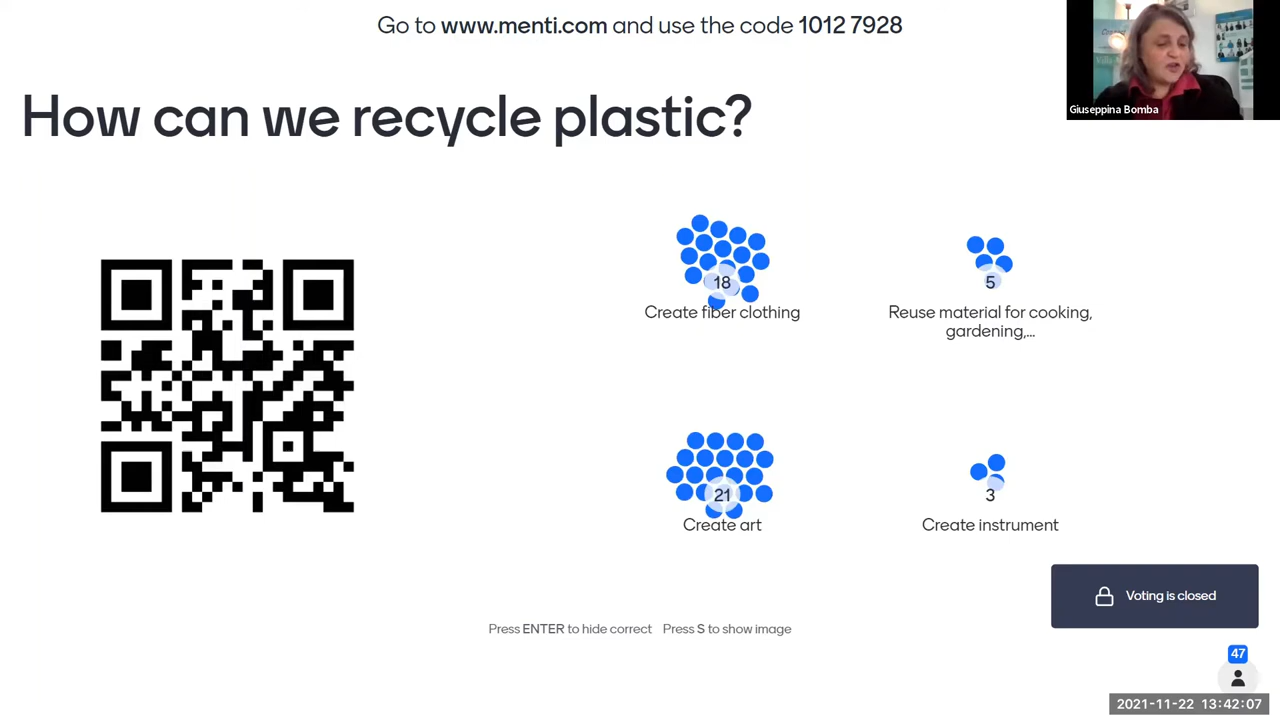 Go to www.menti.com and use the code 1012 7928
Giuseppina Bomba
How can we recycle plastic?
18
Create fiber clothing
5
Reuse material for cooking,
gardening,...
21
Create art
3
Create instrument
Voting is closed
Press ENTER to hide correct Press S to show image
47
2021-11-22 13:42:07